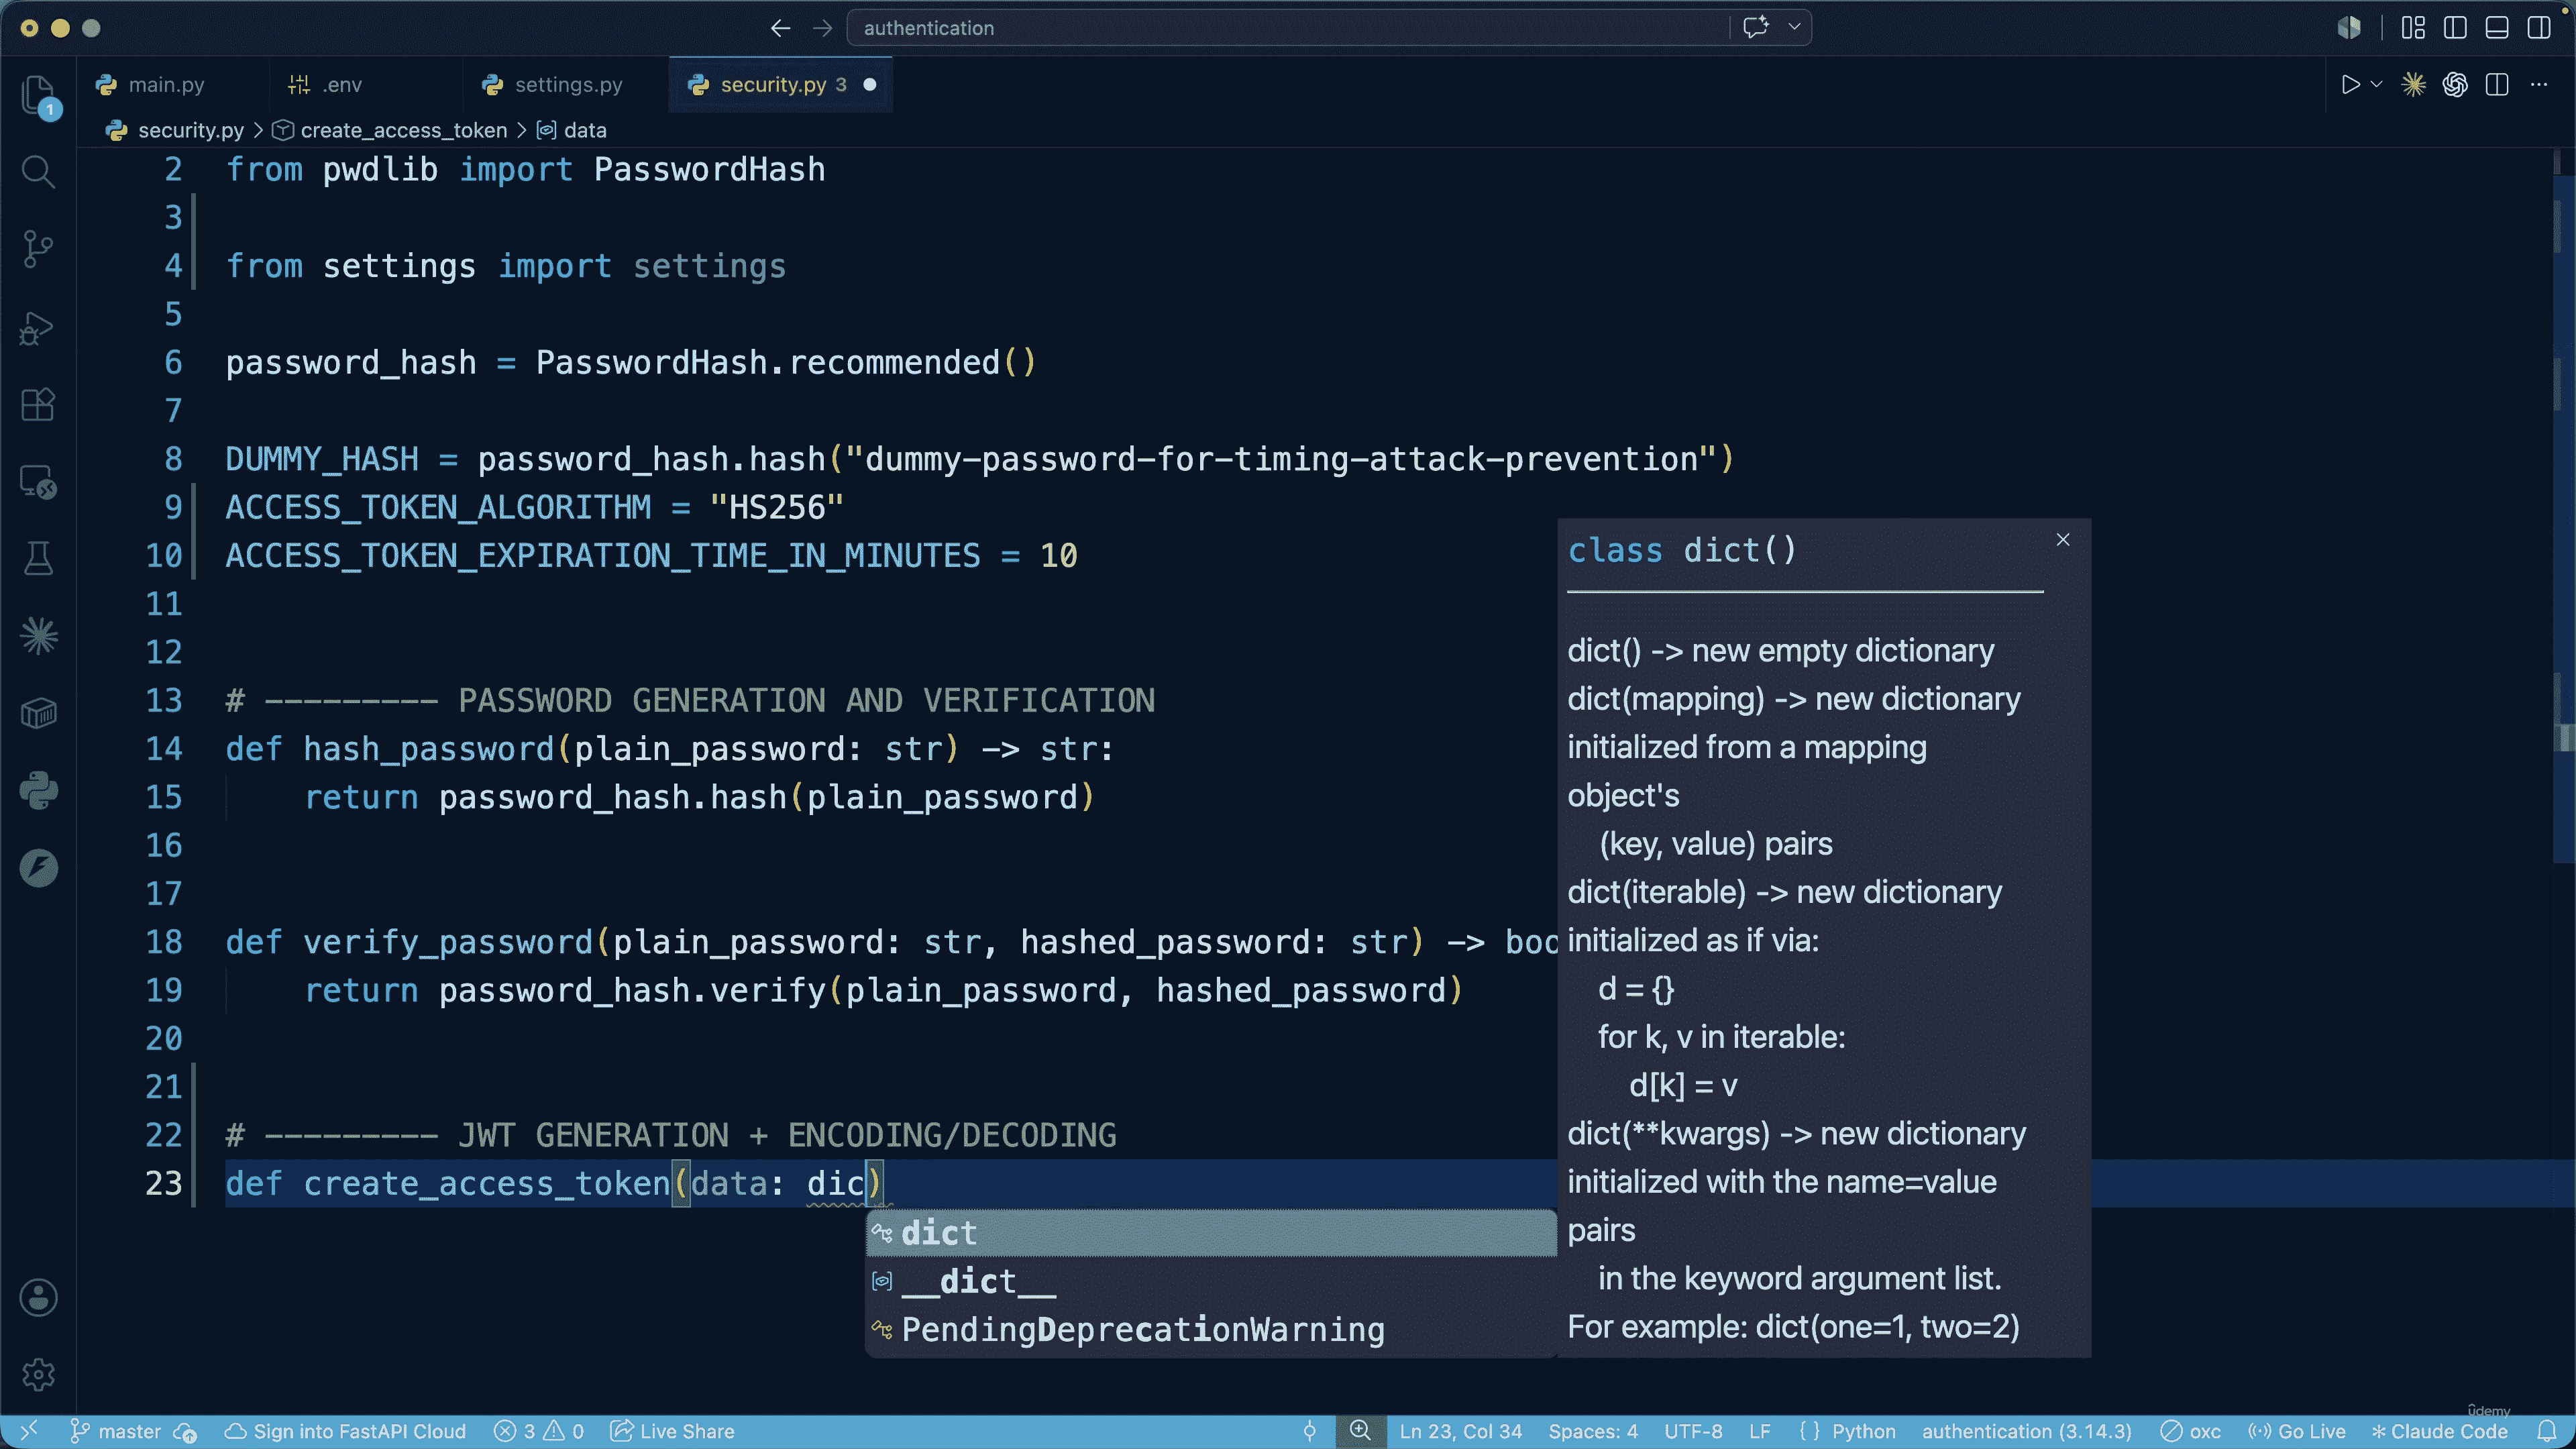 authentication
main.py
.env
settings.py
security.py 3
security.py > create_access_token > data
1
2 from pwdlib import PasswordHash
3
4 from settings import settings
5
6 password_hash = PasswordHash.recommended()
7
8 DUMMY_HASH = password_hash.hash("dummy-password-for-timing-attack-prevention")
9 ACCESS_TOKEN_ALGORITHM = "HS256"
10 ACCESS_TOKEN_EXPIRATION_TIME_IN_MINUTES = 10
11
12
13 # --------- PASSWORD GENERATION AND VERIFICATION
14 def hash_password(plain_password: str) -> str:
15 return password_hash.hash(plain_password)
16
17
18 def verify_password(plain_password: str, hashed_password: str) -> boo
19 return password_hash.verify(plain_password, hashed_password)
20
21
22 # --------- JWT GENERATION + ENCODING/DECODING
23 def create_access_token(data: dic)
dict
__dict__
PendingDeprecationWarning
class dict()
dict() -> new empty dictionary
dict(mapping) -> new dictionary
initialized from a mapping
object's
(key, value) pairs
dict(iterable) -> new dictionary
initialized as if via:
d = {}
for k, v in iterable:
d[k] = v
dict(**kwargs) -> new dictionary
initialized with the name=value
pairs
in the keyword argument list.
For example: dict(one=1, two=2)
udemy
master
Sign into FastAPI Cloud
3 0
Live Share
Ln 23, Col 34
Spaces: 4
UTF-8
LF
{ } Python
authentication (3.14.3)
oxc
Go Live
Claude Code